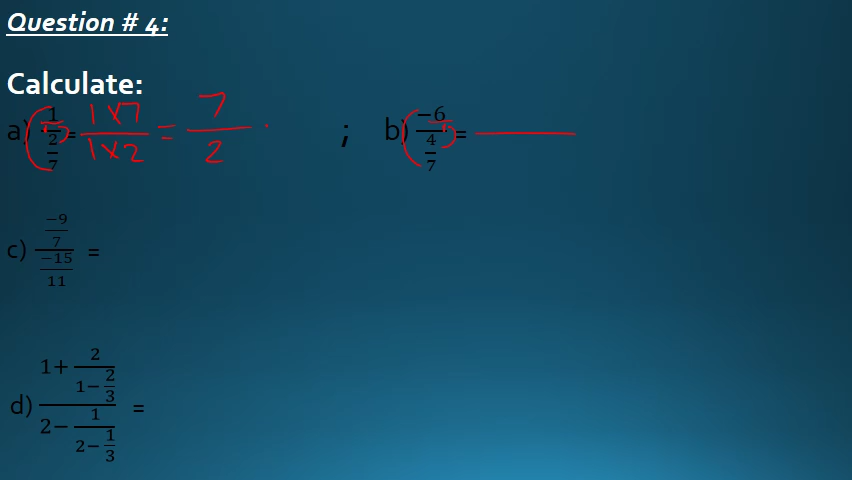 Question # 4:
Calculate:
a) 1/(2/7) = (1×7)/(1×2) = 7/2 ; b) −6/(4/7) =
c) (−9/7)/(−15/11) =
d) (1+2/(1−2/3))/(2−1/(2−1/3)) =